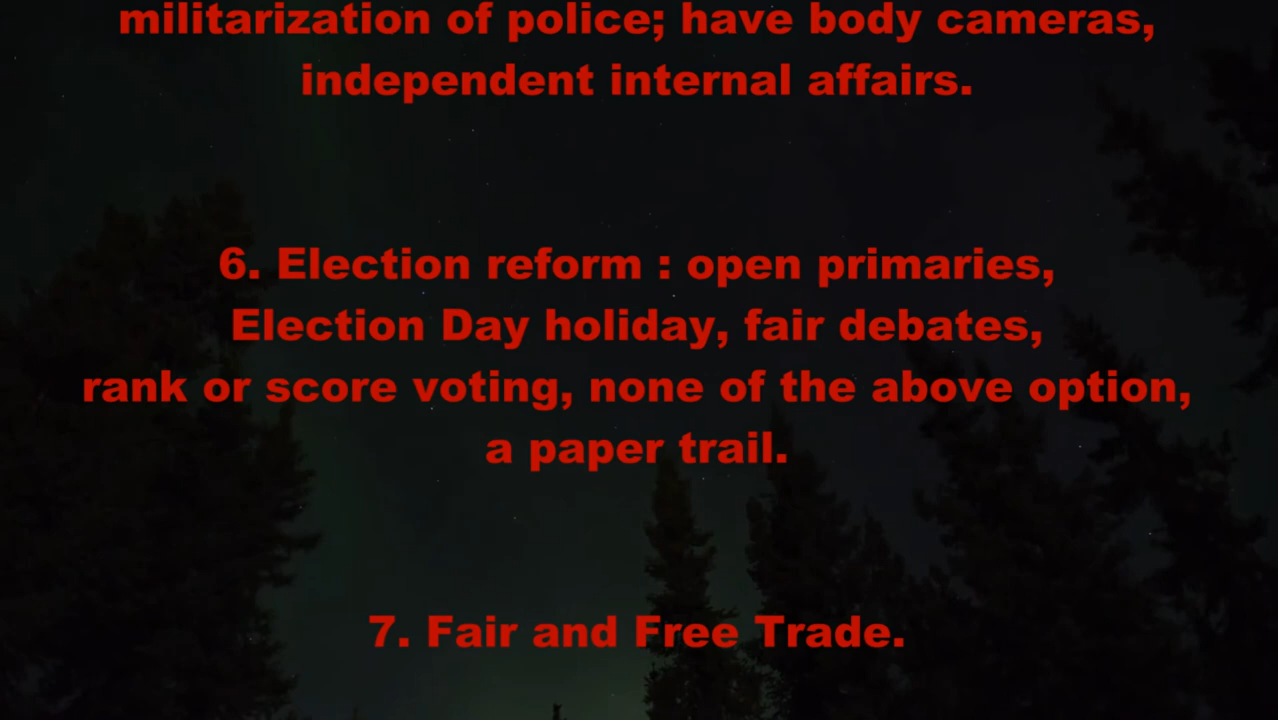 militarization of police; have body cameras,
independent internal affairs.
6. Election reform : open primaries,
Election Day holiday, fair debates,
rank or score voting, none of the above option,
a paper trail.
7. Fair and Free Trade.